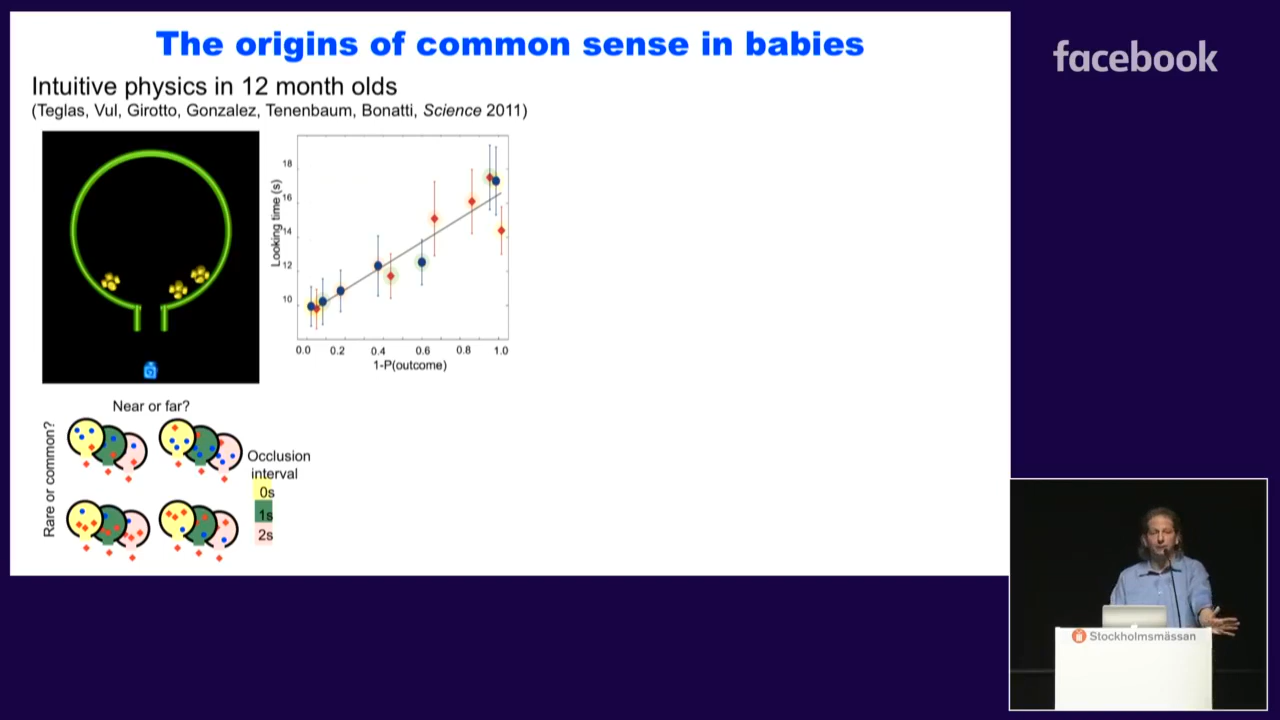 The origins of common sense in babies
facebook
Intuitive physics in 12 month olds
(Teglas, Vul, Girotto, Gonzalez, Tenenbaum, Bonatti, Science 2011)
Looking time (s)
18
16
14
12
10
0.0 0.2 0.4 0.6 0.8 1.0
1-P(outcome)
Near or far?
Rare or common?
Occlusion
interval
0s
1s
2s
Stockholmsmässan